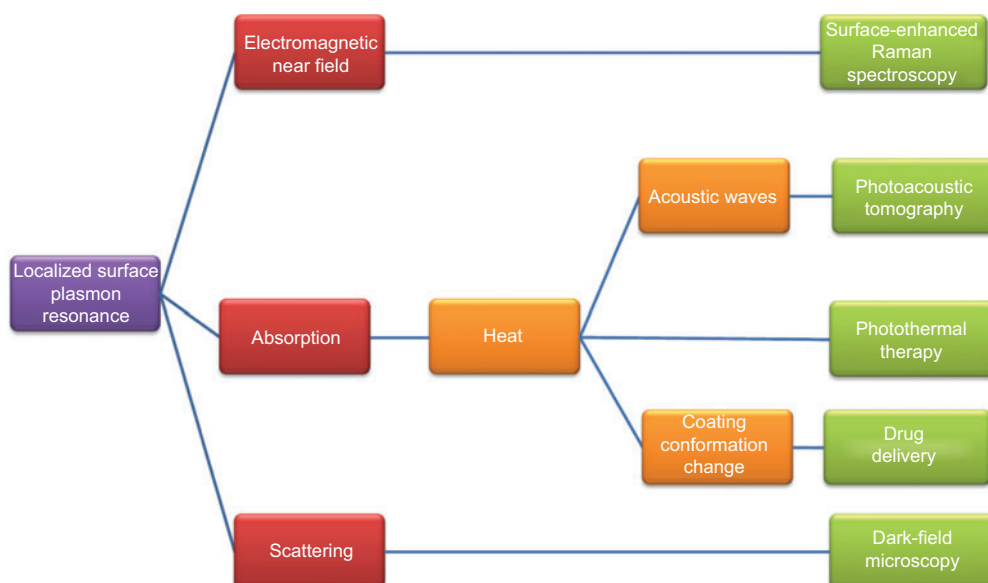 Electromagnetic
near field
Surface-enhanced
Raman
spectroscopy
Acoustic waves
Photoacoustic
tomography
Localized surface
plasmon
resonance
Absorption
Heat
Photothermal
therapy
Coating
conformation
change
Drug
delivery
Scattering
Dark-field
microscopy